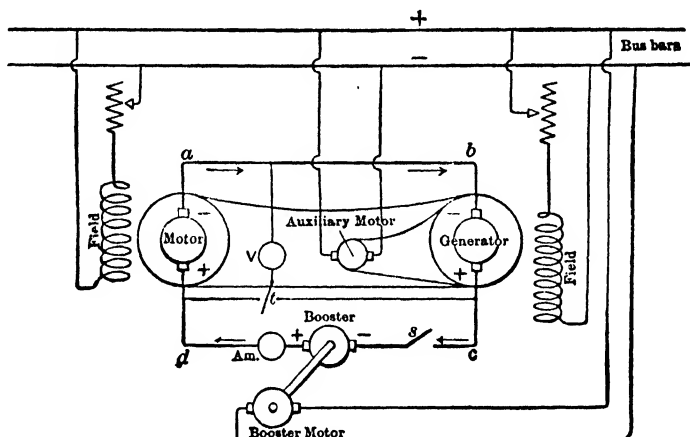 +
Bus bars
−
a
b
Field
−
−
Auxiliary Motor
Motor
Generator
V
+
+
Field
t
Booster
+
−
s
d
Am.
c
Booster Motor